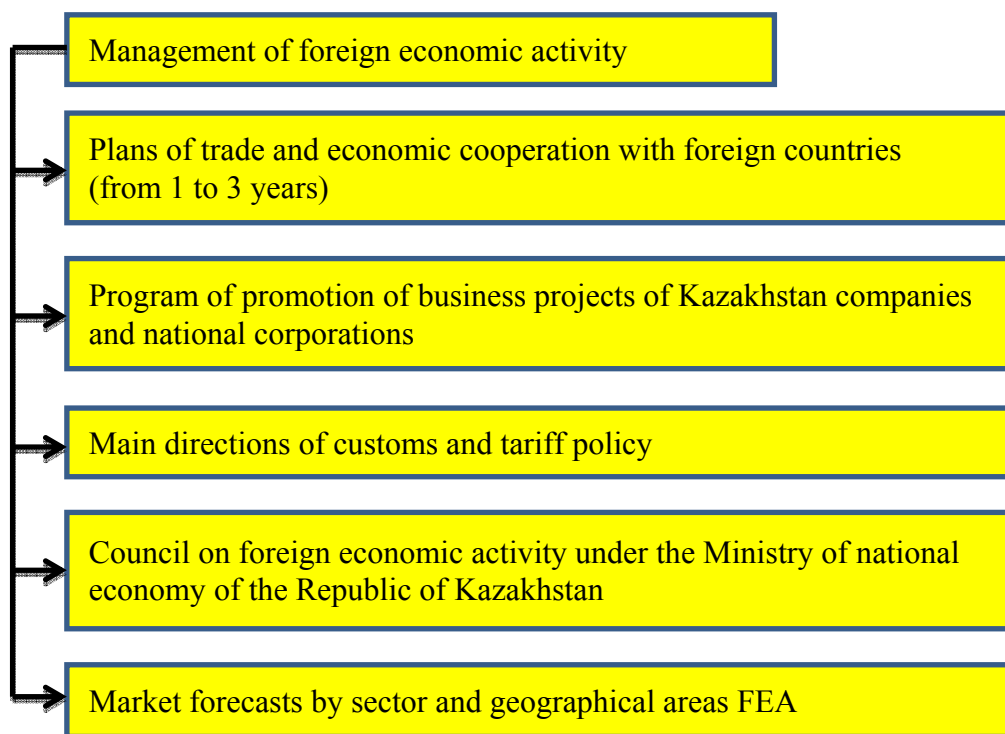 Management of foreign economic activity
Plans of trade and economic cooperation with foreign countries
(from 1 to 3 years)
Program of promotion of business projects of Kazakhstan companies
and national corporations
Main directions of customs and tariff policy
Council on foreign economic activity under the Ministry of national
economy of the Republic of Kazakhstan
Market forecasts by sector and geographical areas FEA